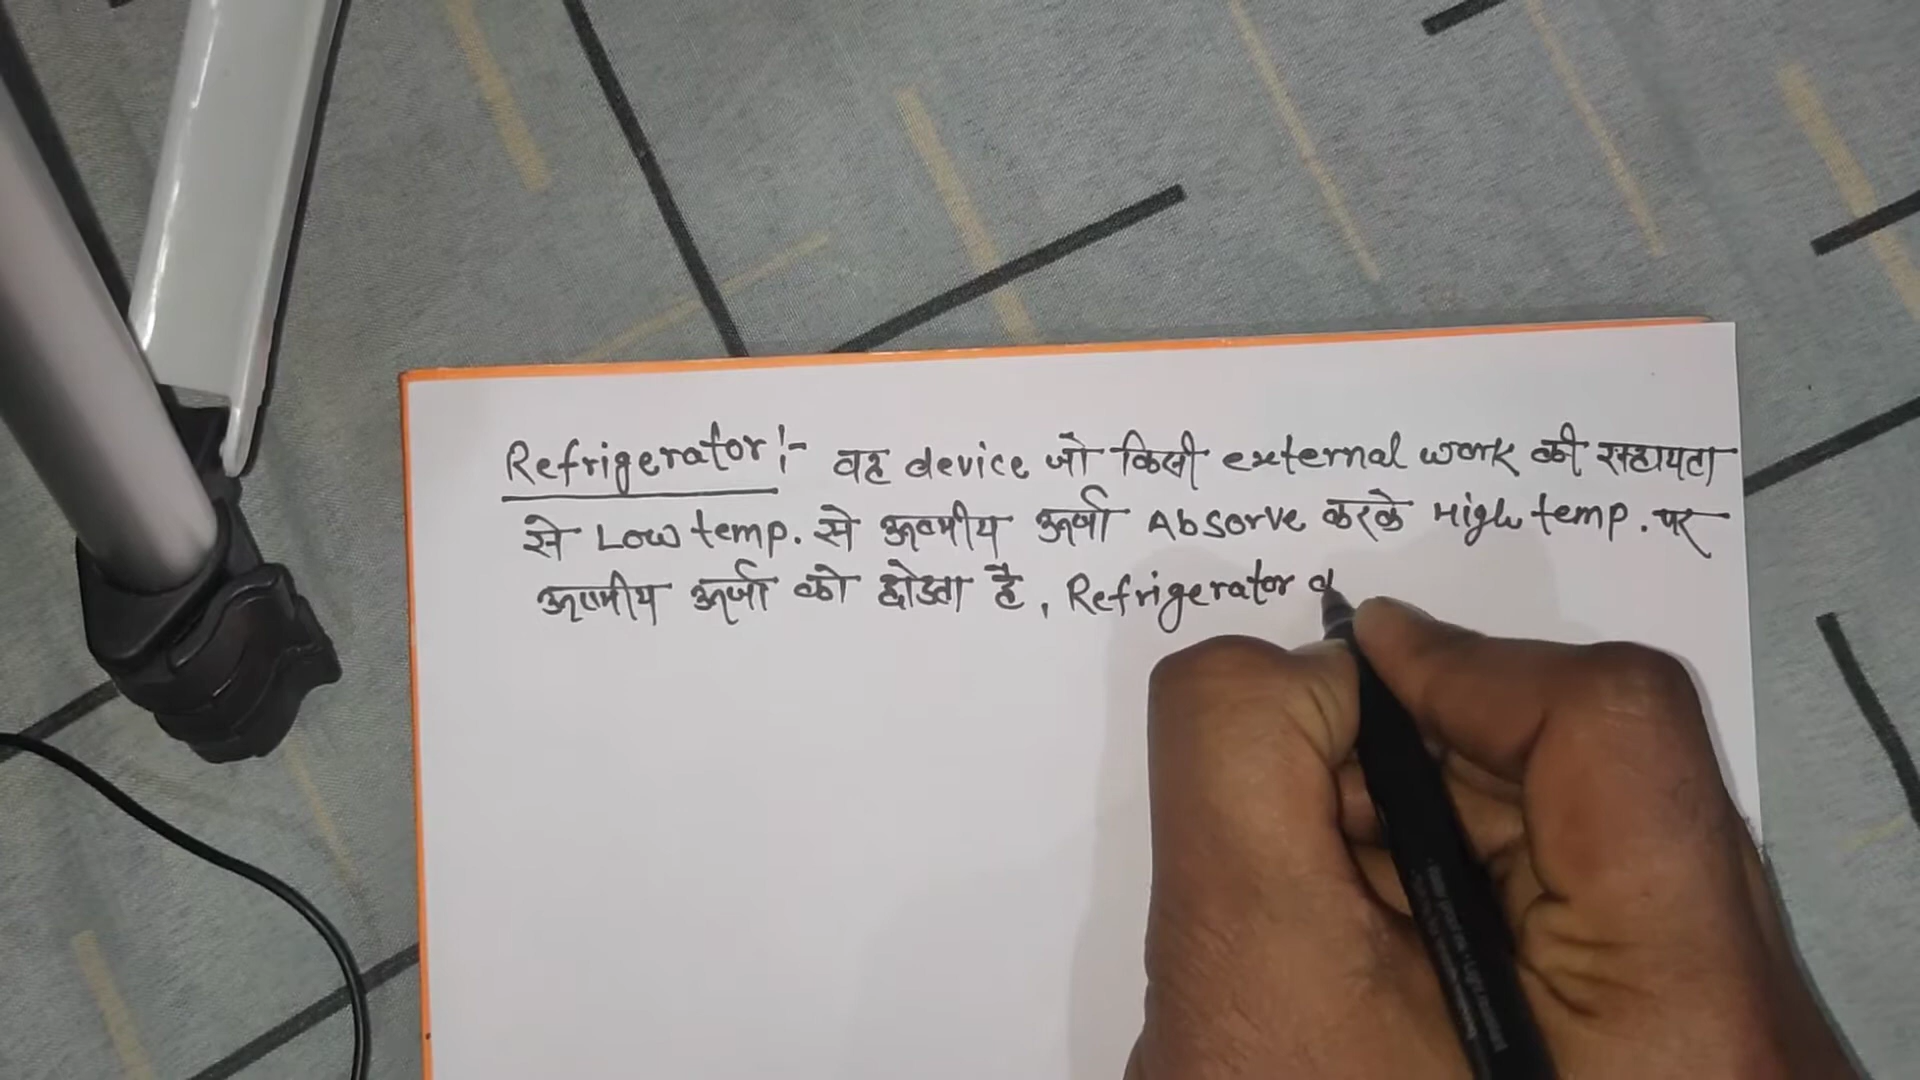 Refrigerator:- वह device जो किसी external work की सहायता
से Low temp. से ऊष्मीय ऊर्जा Absorve करके High temp. पर
ऊष्मीय ऊर्जा को छोडता है, Refrigerator